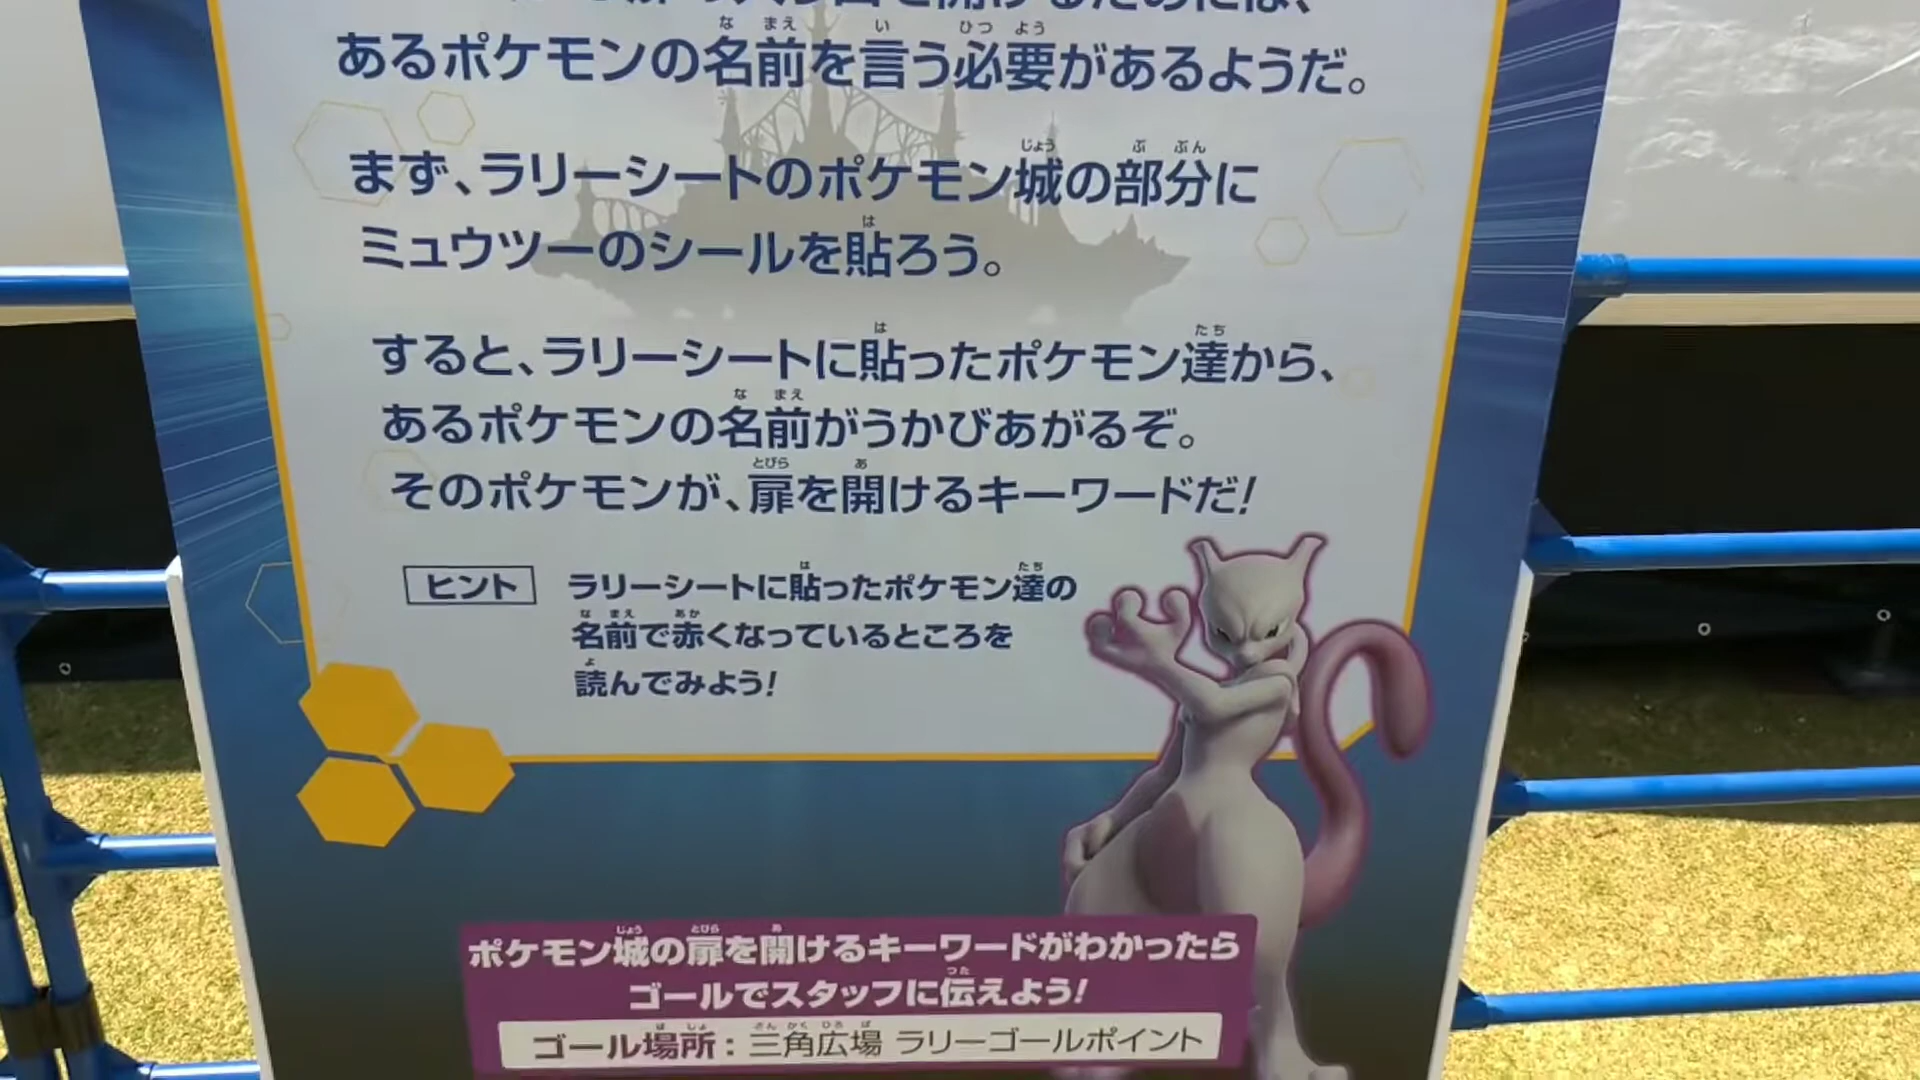 開けるためには、
あるポケモンの名前を言う必要があるようだ。
まず、ラリーシートのポケモン城の部分に
ミュウツーのシールを貼ろう。
すると、ラリーシートに貼ったポケモン達から、
あるポケモンの名前がうかびあがるぞ。
そのポケモンが、扉を開けるキーワードだ!
ヒント ラリーシートに貼ったポケモン達の
名前で赤くなっているところを
読んでみよう!
ポケモン城の扉を開けるキーワードがわかったら
ゴールでスタッフに伝えよう!
ゴール場所:三角広場 ラリーゴールポイント